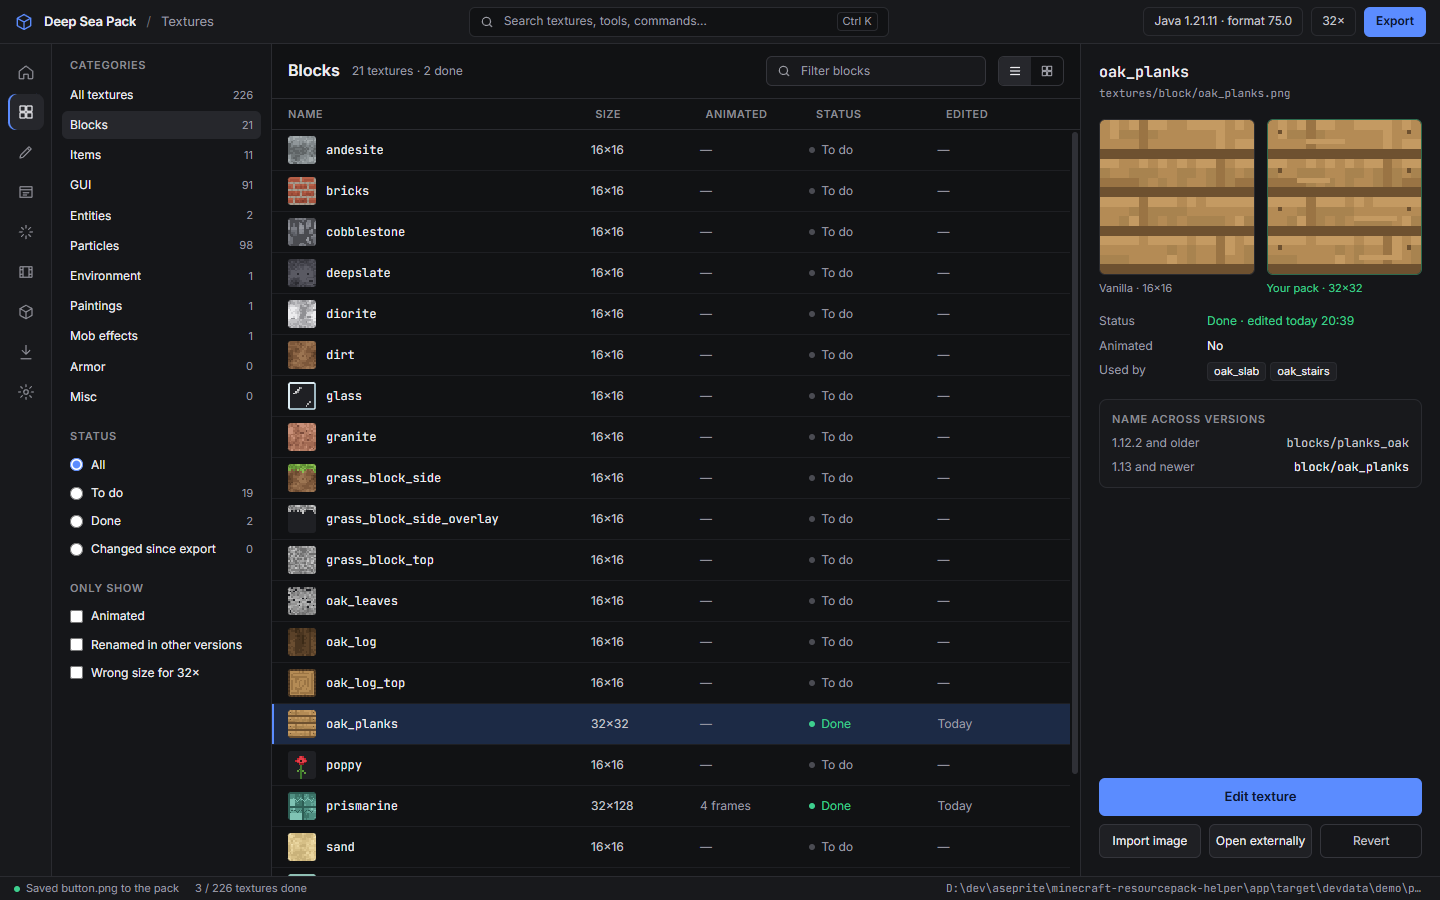 Deep Sea Pack / Textures
Search textures, tools, commands... Ctrl K
Java 1.21.11 · format 75.0
32×
Export
CATEGORIES
All textures 226
Blocks 21
Items 11
GUI 91
Entities 2
Particles 98
Environment 1
Paintings 1
Mob effects 1
Armor 0
Misc 0
STATUS
All
To do 19
Done 2
Changed since export 0
ONLY SHOW
Animated
Renamed in other versions
Wrong size for 32×
Blocks 21 textures · 2 done
Filter blocks
NAME SIZE ANIMATED STATUS EDITED
andesite 16×16 — To do —
bricks 16×16 — To do —
cobblestone 16×16 — To do —
deepslate 16×16 — To do —
diorite 16×16 — To do —
dirt 16×16 — To do —
glass 16×16 — To do —
granite 16×16 — To do —
grass_block_side 16×16 — To do —
grass_block_side_overlay 16×16 — To do —
grass_block_top 16×16 — To do —
oak_leaves 16×16 — To do —
oak_log 16×16 — To do —
oak_log_top 16×16 — To do —
oak_planks 32×32 — Done Today
poppy 16×16 — To do —
prismarine 32×128 4 frames Done Today
sand 16×16 — To do —
oak_planks
textures/block/oak_planks.png
Vanilla · 16×16
Your pack · 32×32
Status Done · edited today 20:39
Animated No
Used by oak_slab oak_stairs
NAME ACROSS VERSIONS
1.12.2 and older blocks/planks_oak
1.13 and newer block/oak_planks
Edit texture
Import image
Open externally
Revert
Saved button.png to the pack
3 / 226 textures done
D:\dev\aseprite\minecraft-resourcepack-helper\app\target\devdata\demo\p…